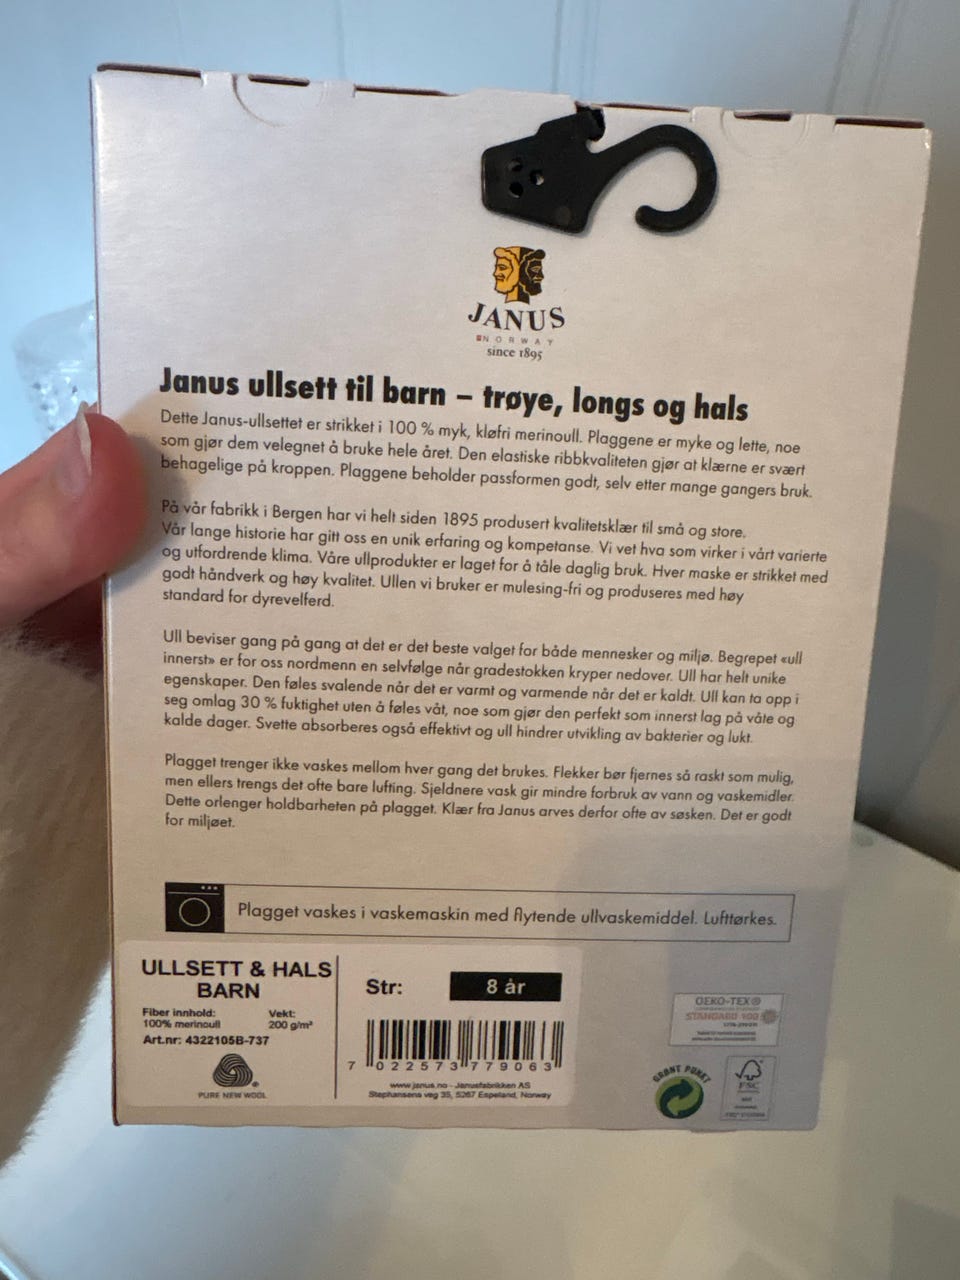 JANUS
NORWAY
since 1895
Janus ullsett til barn – trøye, longs og hals
Dette Janus-ullsettet er strikket i 100 % myk, kløfri merinoull. Plaggene er myke og lette, noe
som gjør dem velegnet å bruke hele året. Den elastiske ribbkvaliteten gjør at klærne er svært
behagelige på kroppen. Plaggene beholder passformen godt, selv etter mange gangers bruk.
På vår fabrikk i Bergen har vi helt siden 1895 produsert kvalitetsklær til små og store.
Vår lange historie har gitt oss en unik erfaring og kompetanse. Vi vet hva som virker i vårt varierte
og utfordrende klima. Våre ullprodukter er laget for å tåle daglig bruk. Hver maske er strikket med
godt håndverk og høy kvalitet. Ullen vi bruker er mulesing-fri og produseres med høy
standard for dyrevelferd.
Ull beviser gang på gang at det er det beste valget for både mennesker og miljø. Begrepet «ull
innerst» er for oss nordmenn en selvfølge når gradestokken kryper nedover. Ull har helt unike
egenskaper. Den føles svalende når det er varmt og varmende når det er kaldt. Ull kan ta opp i
seg omlag 30 % fuktighet uten å føles våt, noe som gjør den perfekt som innerst lag på våte og
kalde dager. Svette absorberes også effektivt og ull hindrer utvikling av bakterier og lukt.
Plagget trenger ikke vaskes mellom hver gang det brukes. Flekker bør fjernes så raskt som mulig,
men ellers trengs det ofte bare lufting. Sjeldnere vask gir mindre forbruk av vann og vaskemidler.
Dette orlenger holdbarheten på plagget. Klær fra Janus arves derfor ofte av søsken. Det er godt
for miljøet.
Plagget vaskes i vaskemaskin med flytende ullvaskemiddel. Lufttørkes.
ULLSETT & HALS
BARN
Fiber innhold: Vekt:
100% merinoull 200 g/m²
Art.nr: 4322105B-737
PURE NEW WOOL
Str: 8 år
7 022573 779063
www.janus.no - Janusfabrikken AS
Stephansens veg 35, 5267 Espeland, Norway
OEKO-TEX®
STANDARD 100
GRØNT PUNKT
FSC